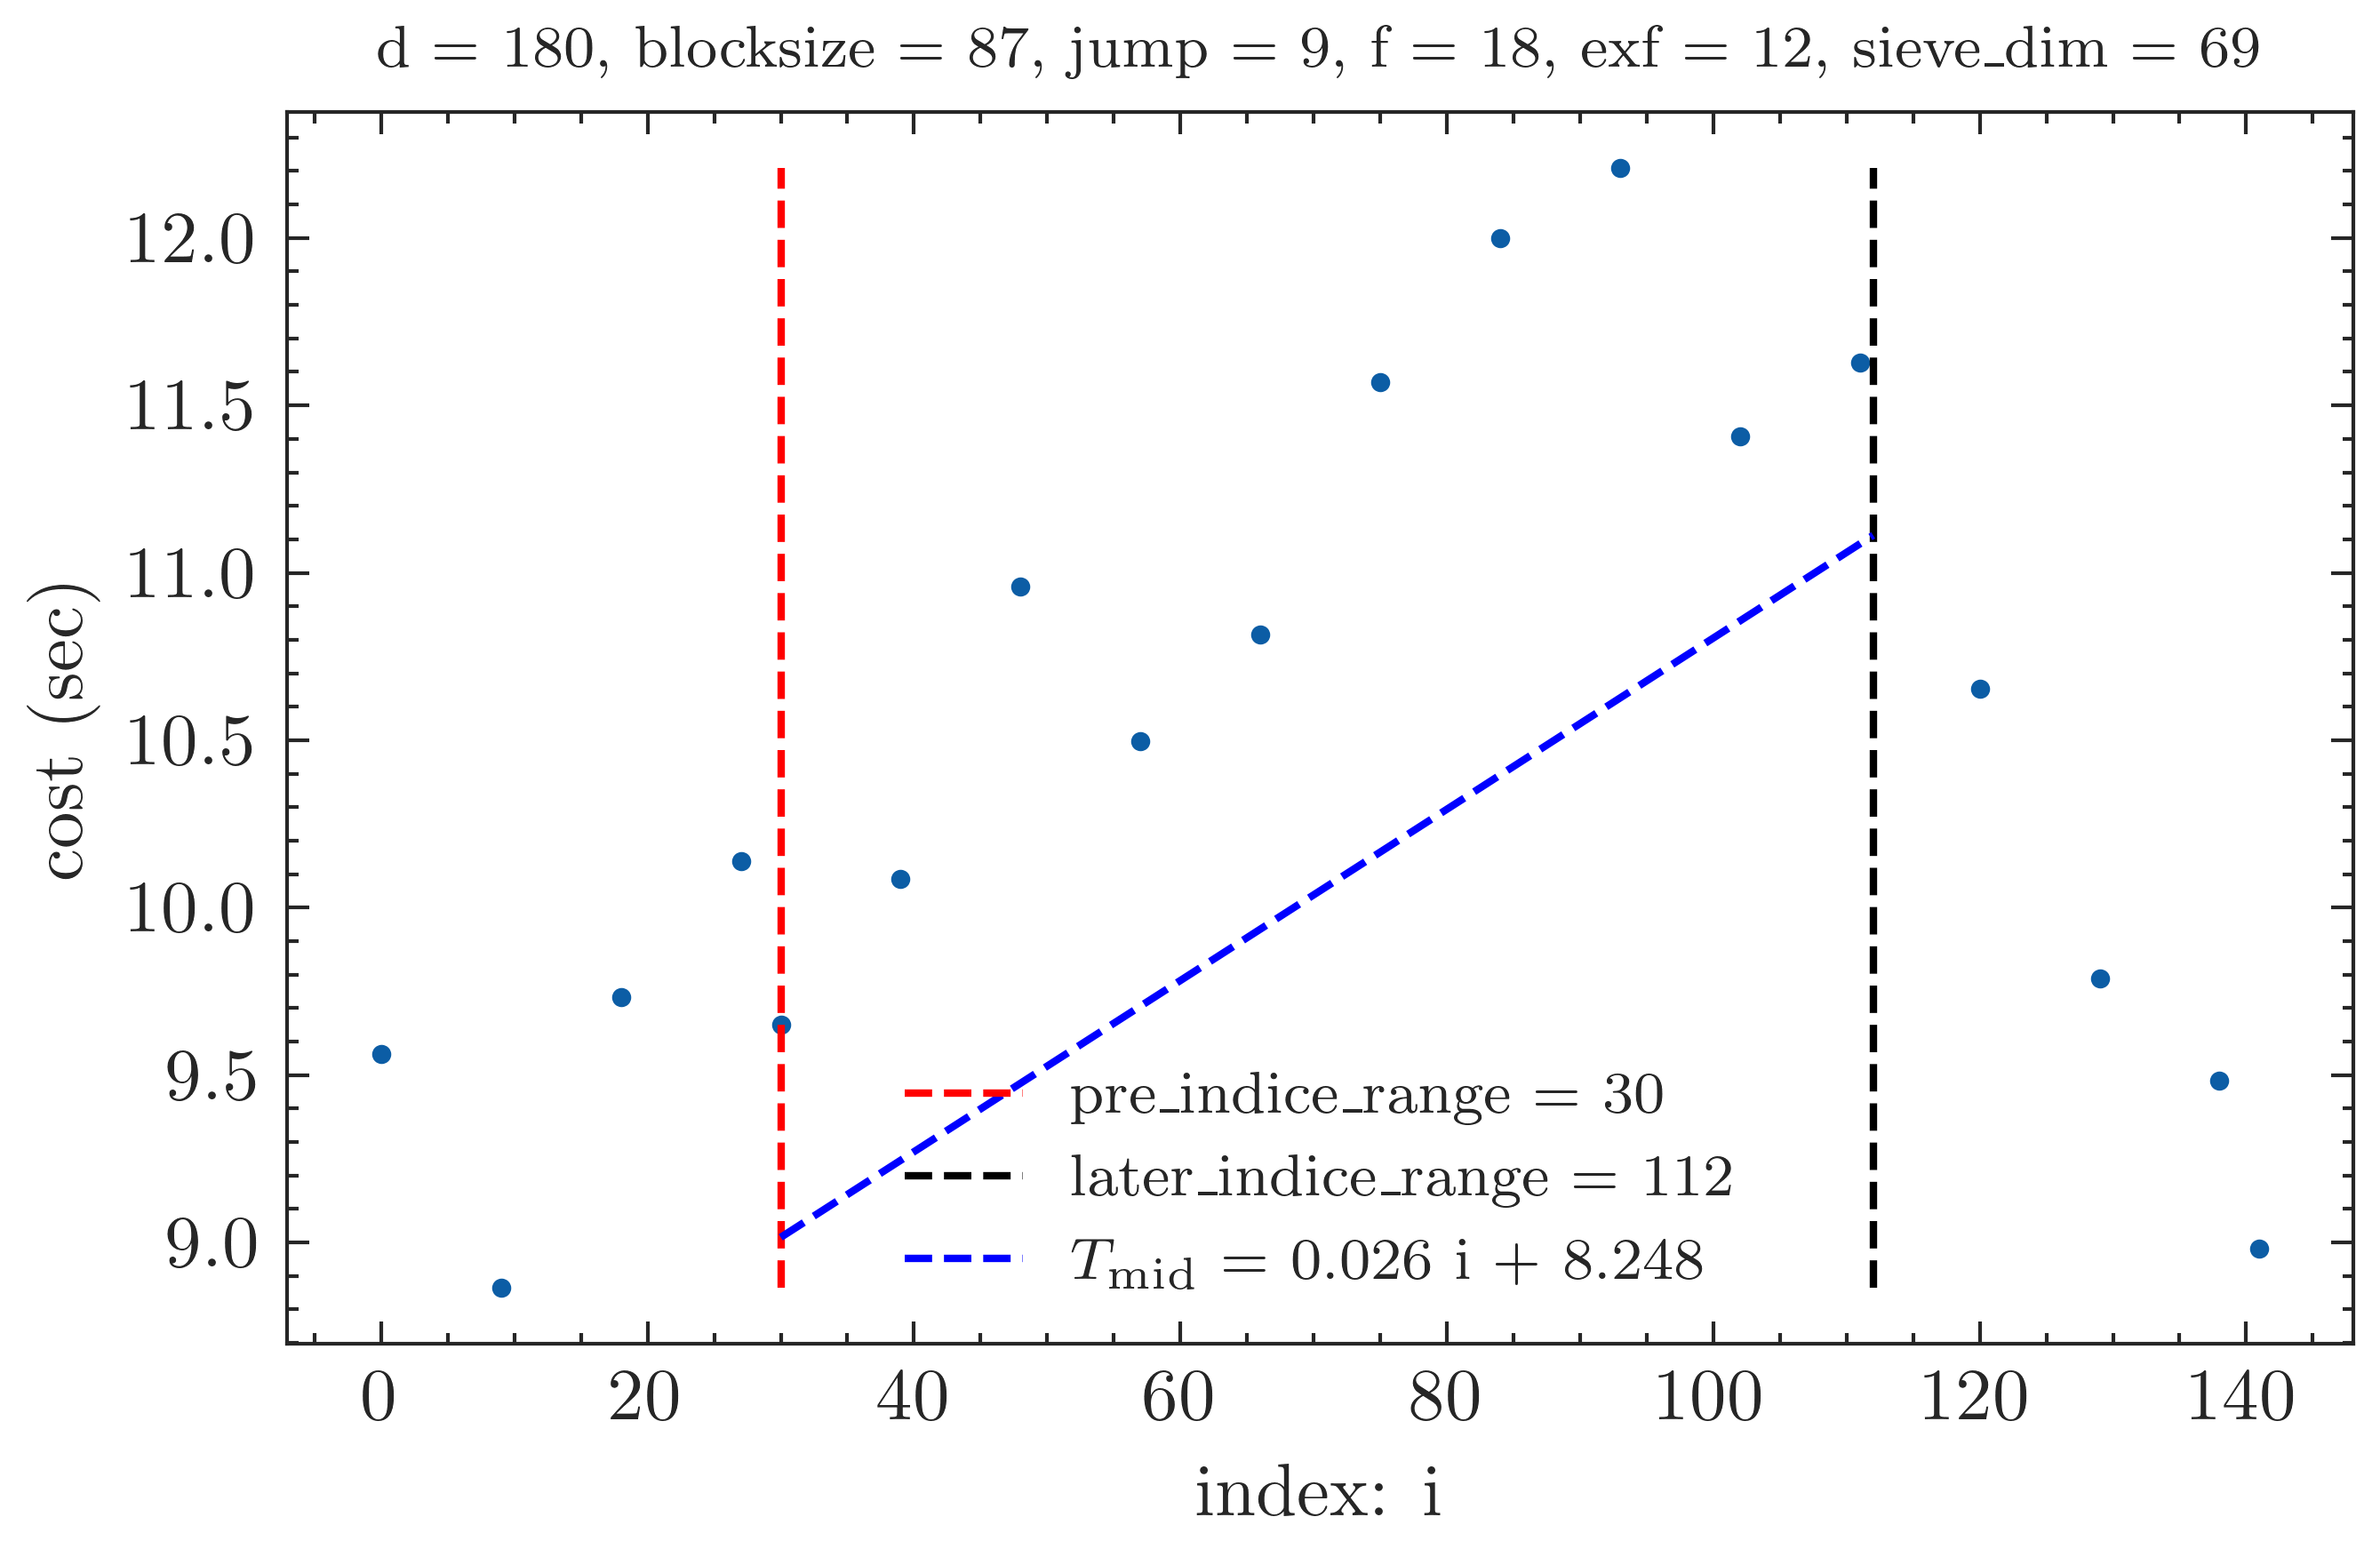 d = 180, blocksize = 87, jump = 9, f = 18, exf = 12, sieve_dim = 69
12.0
11.5
11.0
10.5
10.0
9.5
9.0
cost (sec)
pre_indice_range = 30
later_indice_range = 112
T_mid = 0.026 i + 8.248
0 20 40 60 80 100 120 140
index: i